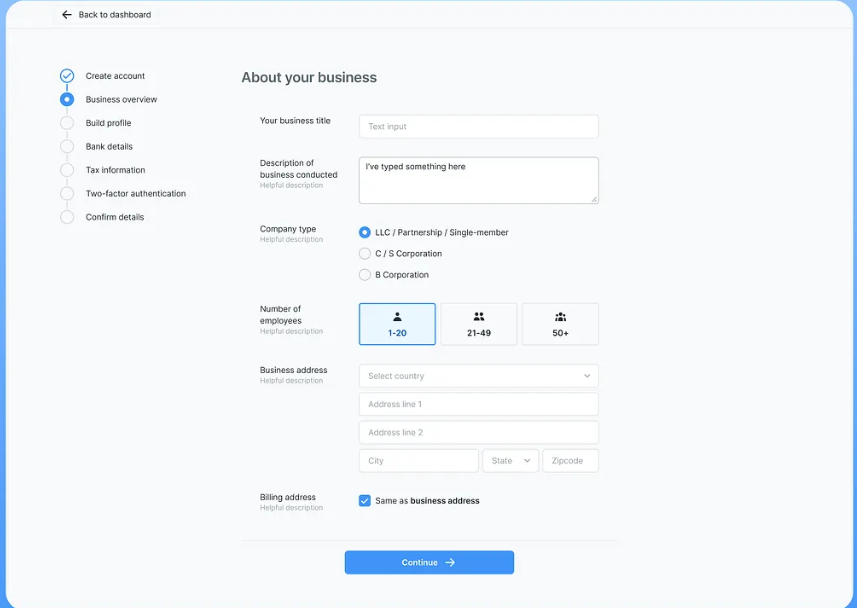 Back to dashboard
Create account
Business overview
Build profile
Bank details
Tax information
Two-factor authentication
Confirm details
About your business
Your business title
Text input
Description of
business conducted
Helpful description
I've typed something here
Company type
Helpful description
LLC / Partnership / Single-member
C / S Corporation
B Corporation
Number of
employees
Helpful description
1-20
21-49
50+
Business address
Helpful description
Select country
Address line 1
Address line 2
City
State
Zipcode
Billing address
Helpful description
Same as business address
Continue